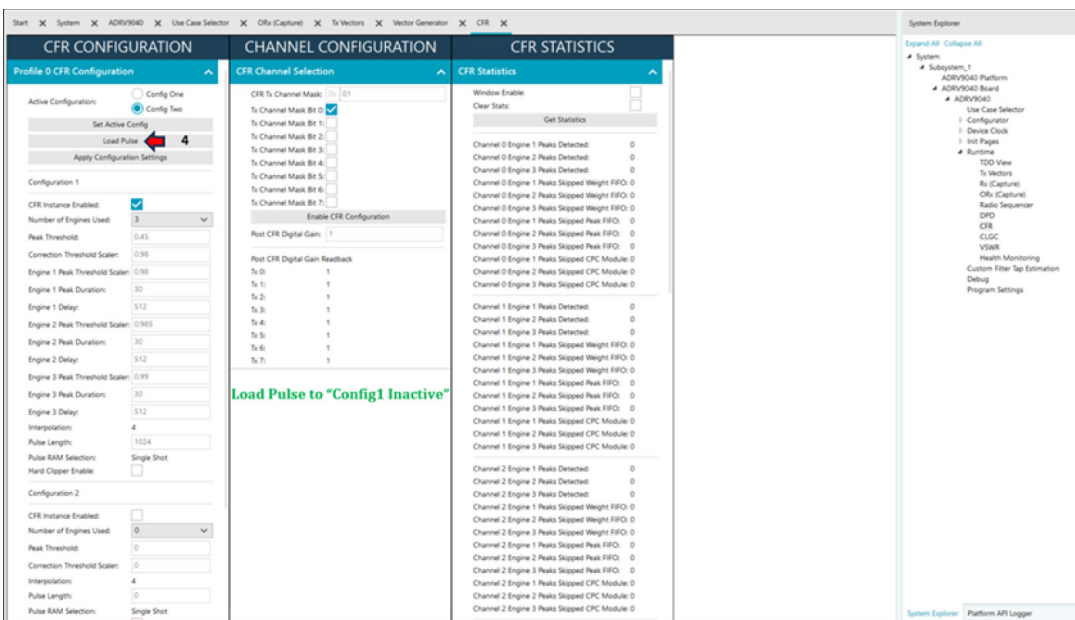 Start X System X ADRV9040 X Use Case Selector X ORx (Capture) X Tx Vectors X Vector Generator X CFR X
CFR CONFIGURATION
Profile 0 CFR Configuration
Active Configuration:
Config One
Config Two
Set Active Config
Load Pulse 4
Apply Configuration Settings
Configuration 1
CFR Instance Enabled:
Number of Engines Used: 3
Peak Threshold: 0.45
Correction Threshold Scaler: 0.98
Engine 1 Peak Threshold Scaler: 0.98
Engine 1 Peak Duration: 30
Engine 1 Delay: 512
Engine 2 Peak Threshold Scaler: 0.985
Engine 2 Peak Duration: 30
Engine 2 Delay: 512
Engine 3 Peak Threshold Scaler: 0.99
Engine 3 Peak Duration: 30
Engine 3 Delay: 512
Interpolation: 4
Pulse Length: 1024
Pulse RAM Selection: Single Shot
Hard Clipper Enable:
Configuration 2
CFR Instance Enabled:
Number of Engines Used: 0
Peak Threshold: 0
Correction Threshold Scaler: 0
Interpolation: 4
Pulse Length: 0
Pulse RAM Selection: Single Shot
CHANNEL CONFIGURATION
CFR Channel Selection
CFR Tx Channel Mask: 0x 01
Tx Channel Mask Bit 0:
Tx Channel Mask Bit 1:
Tx Channel Mask Bit 2:
Tx Channel Mask Bit 3:
Tx Channel Mask Bit 4:
Tx Channel Mask Bit 5:
Tx Channel Mask Bit 6:
Tx Channel Mask Bit 7:
Enable CFR Configuration
Post CFR Digital Gain: 1
Post CFR Digital Gain Readback
Tx 0: 1
Tx 1: 1
Tx 2: 1
Tx 3: 1
Tx 4: 1
Tx 5: 1
Tx 6: 1
Tx 7: 1
Load Pulse to “Config1 Inactive”
CFR STATISTICS
CFR Statistics
Window Enable:
Clear Stats:
Get Statistics
Channel 0 Engine 1 Peaks Detected: 0
Channel 0 Engine 2 Peaks Detected: 0
Channel 0 Engine 3 Peaks Detected: 0
Channel 0 Engine 1 Peaks Skipped Weight FIFO: 0
Channel 0 Engine 2 Peaks Skipped Weight FIFO: 0
Channel 0 Engine 3 Peaks Skipped Weight FIFO: 0
Channel 0 Engine 1 Peaks Skipped Peak FIFO: 0
Channel 0 Engine 2 Peaks Skipped Peak FIFO: 0
Channel 0 Engine 3 Peaks Skipped Peak FIFO: 0
Channel 0 Engine 1 Peaks Skipped CPC Module: 0
Channel 0 Engine 2 Peaks Skipped CPC Module: 0
Channel 0 Engine 3 Peaks Skipped CPC Module: 0
Channel 1 Engine 1 Peaks Detected: 0
Channel 1 Engine 2 Peaks Detected: 0
Channel 1 Engine 3 Peaks Detected: 0
Channel 1 Engine 1 Peaks Skipped Weight FIFO: 0
Channel 1 Engine 2 Peaks Skipped Weight FIFO: 0
Channel 1 Engine 3 Peaks Skipped Weight FIFO: 0
Channel 1 Engine 1 Peaks Skipped Peak FIFO: 0
Channel 1 Engine 2 Peaks Skipped Peak FIFO: 0
Channel 1 Engine 3 Peaks Skipped Peak FIFO: 0
Channel 1 Engine 1 Peaks Skipped CPC Module: 0
Channel 1 Engine 2 Peaks Skipped CPC Module: 0
Channel 1 Engine 3 Peaks Skipped CPC Module: 0
Channel 2 Engine 1 Peaks Detected: 0
Channel 2 Engine 2 Peaks Detected: 0
Channel 2 Engine 3 Peaks Detected: 0
Channel 2 Engine 1 Peaks Skipped Weight FIFO: 0
Channel 2 Engine 2 Peaks Skipped Weight FIFO: 0
Channel 2 Engine 3 Peaks Skipped Weight FIFO: 0
Channel 2 Engine 1 Peaks Skipped Peak FIFO: 0
Channel 2 Engine 2 Peaks Skipped Peak FIFO: 0
Channel 2 Engine 3 Peaks Skipped Peak FIFO: 0
Channel 2 Engine 1 Peaks Skipped CPC Module: 0
Channel 2 Engine 2 Peaks Skipped CPC Module: 0
Channel 2 Engine 3 Peaks Skipped CPC Module: 0
System Explorer
Expand All Collapse All
System
Subsystem_1
ADRV9040 Platform
ADRV9040 Board
ADRV9040
Use Case Selector
Configurator
Device Clock
Init Pages
Runtime
TDD View
Tx Vectors
Rx (Capture)
ORx (Capture)
Radio Sequencer
DPD
CFR
CLGC
VSWR
Health Monitoring
Custom Filter Tap Estimation
Debug
Program Settings
System Explorer Platform API Logger